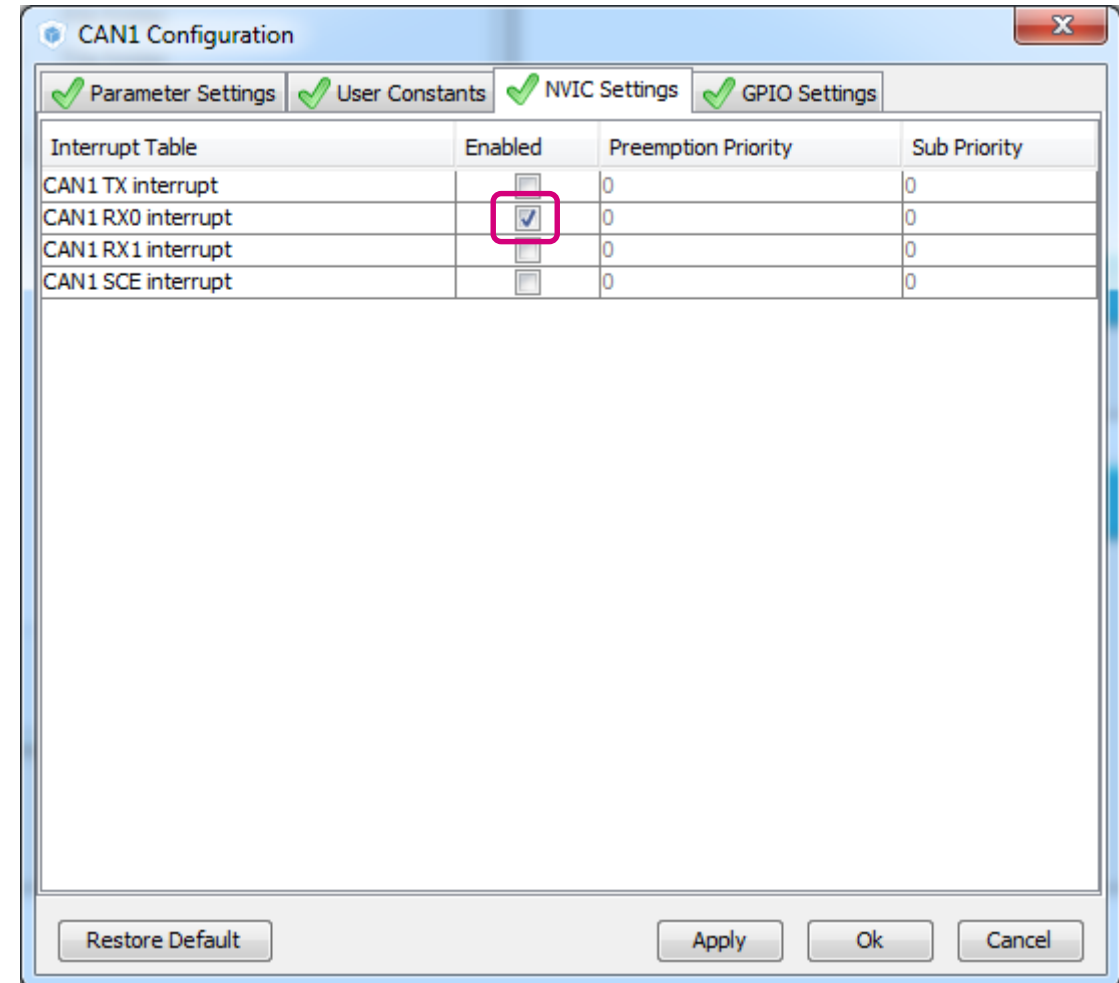 CAN1 Configuration
Parameter Settings User Constants NVIC Settings GPIO Settings
Interrupt Table Enabled Preemption Priority Sub Priority
CAN1 TX interrupt 0 0
CAN1 RX0 interrupt 0 0
CAN1 RX1 interrupt 0 0
CAN1 SCE interrupt 0 0
Restore Default Apply Ok Cancel